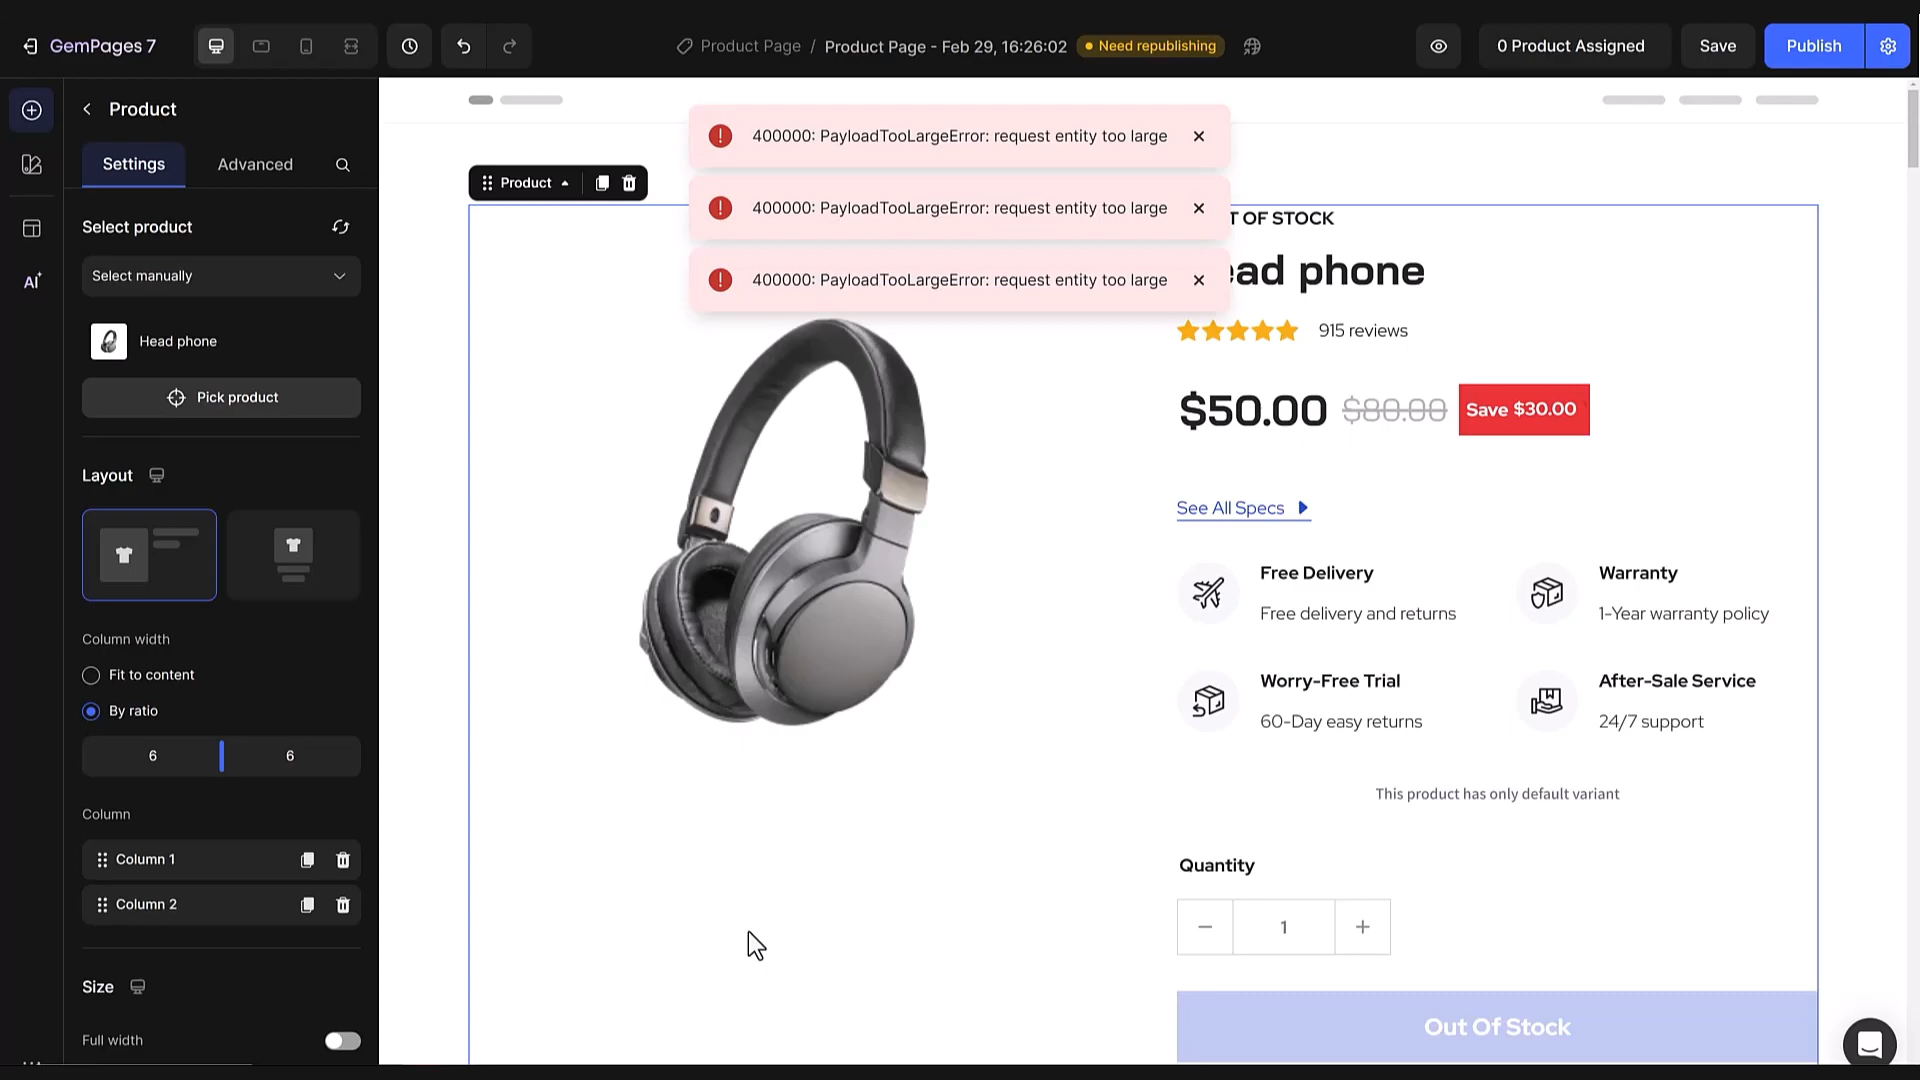 GemPages 7
Product Page / Product Page - Feb 29, 16:26:02
Need republishing
0 Product Assigned
Save
Publish
Product
Settings
Advanced
Select product
Select manually
Head phone
Pick product
Layout
Column width
Fit to content
By ratio
6
6
Column
Column 1
Column 2
Size
Full width
AI
400000: PayloadTooLargeError: request entity too large
400000: PayloadTooLargeError: request entity too large
400000: PayloadTooLargeError: request entity too large
Product
T OF STOCK
ead phone
915 reviews
$50.00 $80.00 Save $30.00
See All Specs
Free Delivery
Free delivery and returns
Warranty
1-Year warranty policy
Worry-Free Trial
60-Day easy returns
After-Sale Service
24/7 support
This product has only default variant
Quantity
1
Out Of Stock